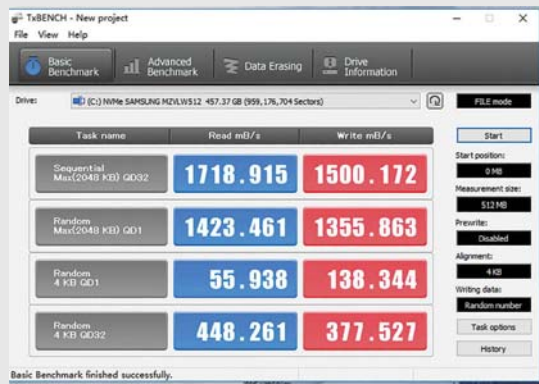 TxBENCH - New project
File View Help
Basic Benchmark
Advanced Benchmark
Data Erasing
Drive Information
Drive:
(C:) NVMe SAMSUNG MZVLW512 457.37 GB (959,176,704 Sectors)
FILE mode
Task name Read mB/s Write mB/s
Start
Sequential
Max(2048 KB) QD32
1718.915 1500.172
Start position:
0 MB
Measurement size:
512 MB
Random
Max(2048 KB) QD1
1423.461 1355.863
Prewrite:
Disabled
Alignment:
4 KB
Random
4 KB QD1
55.938 138.344
Writing data:
Random number
Random
4 KB QD32
448.261 377.527
Task options
History
Basic Benchmark finished successfully.